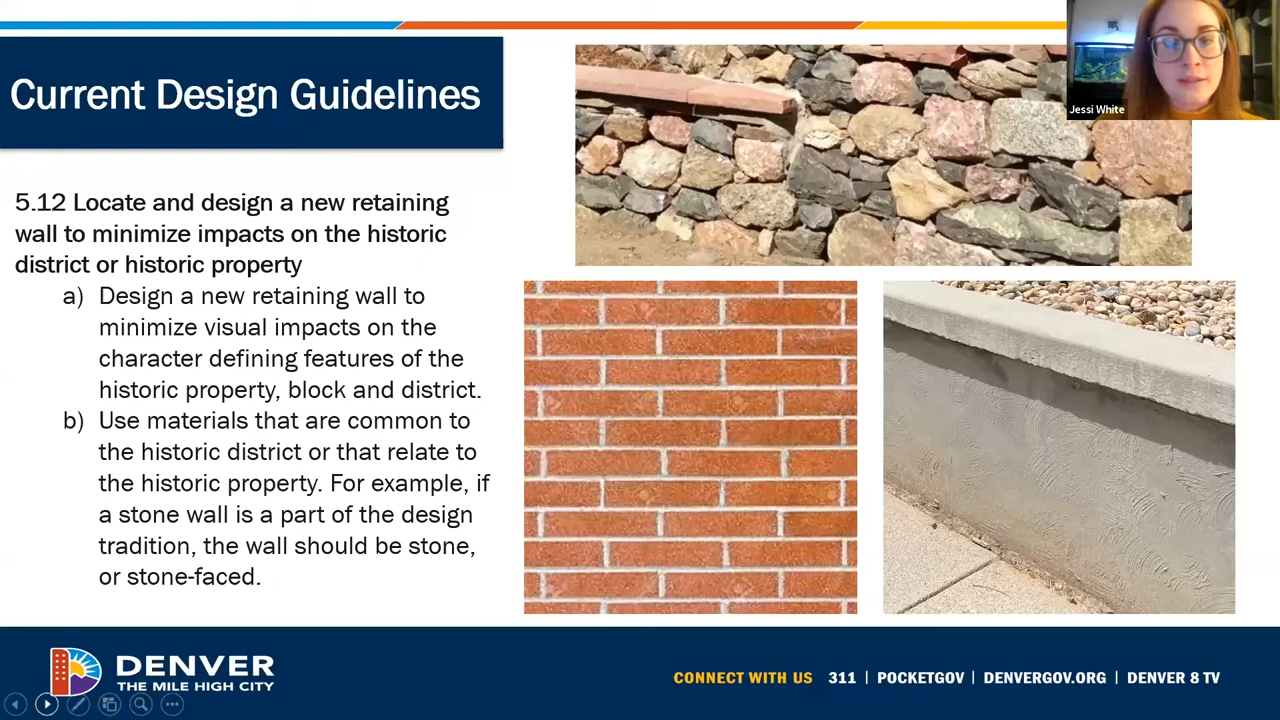 Current Design Guidelines
Jessi White
5.12 Locate and design a new retaining
wall to minimize impacts on the historic
district or historic property
a) Design a new retaining wall to
minimize visual impacts on the
character defining features of the
historic property, block and district.
b) Use materials that are common to
the historic district or that relate to
the historic property. For example, if
a stone wall is a part of the design
tradition, the wall should be stone,
or stone-faced.
DENVER
THE MILE HIGH CITY
CONNECT WITH US 311 | POCKETGOV | DENVERGOV.ORG | DENVER 8 TV